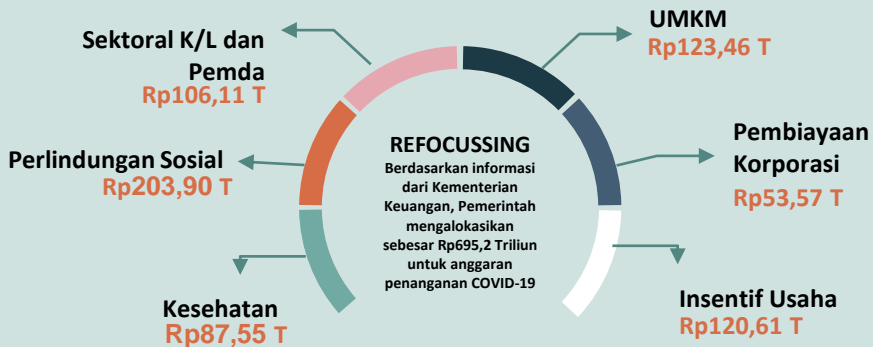 UMKM
Rp123,46 T
Sektoral K/L dan
Pemda
Rp106,11 T
REFOCUSSING
Berdasarkan informasi
dari Kementerian
Keuangan, Pemerintah
mengalokasikan
sebesar Rp695,2 Triliun
untuk anggaran
penanganan COVID-19
Perlindungan Sosial
Rp203,90 T
Pembiayaan
Korporasi
Rp53,57 T
Kesehatan
Rp87,55 T
Insentif Usaha
Rp120,61 T